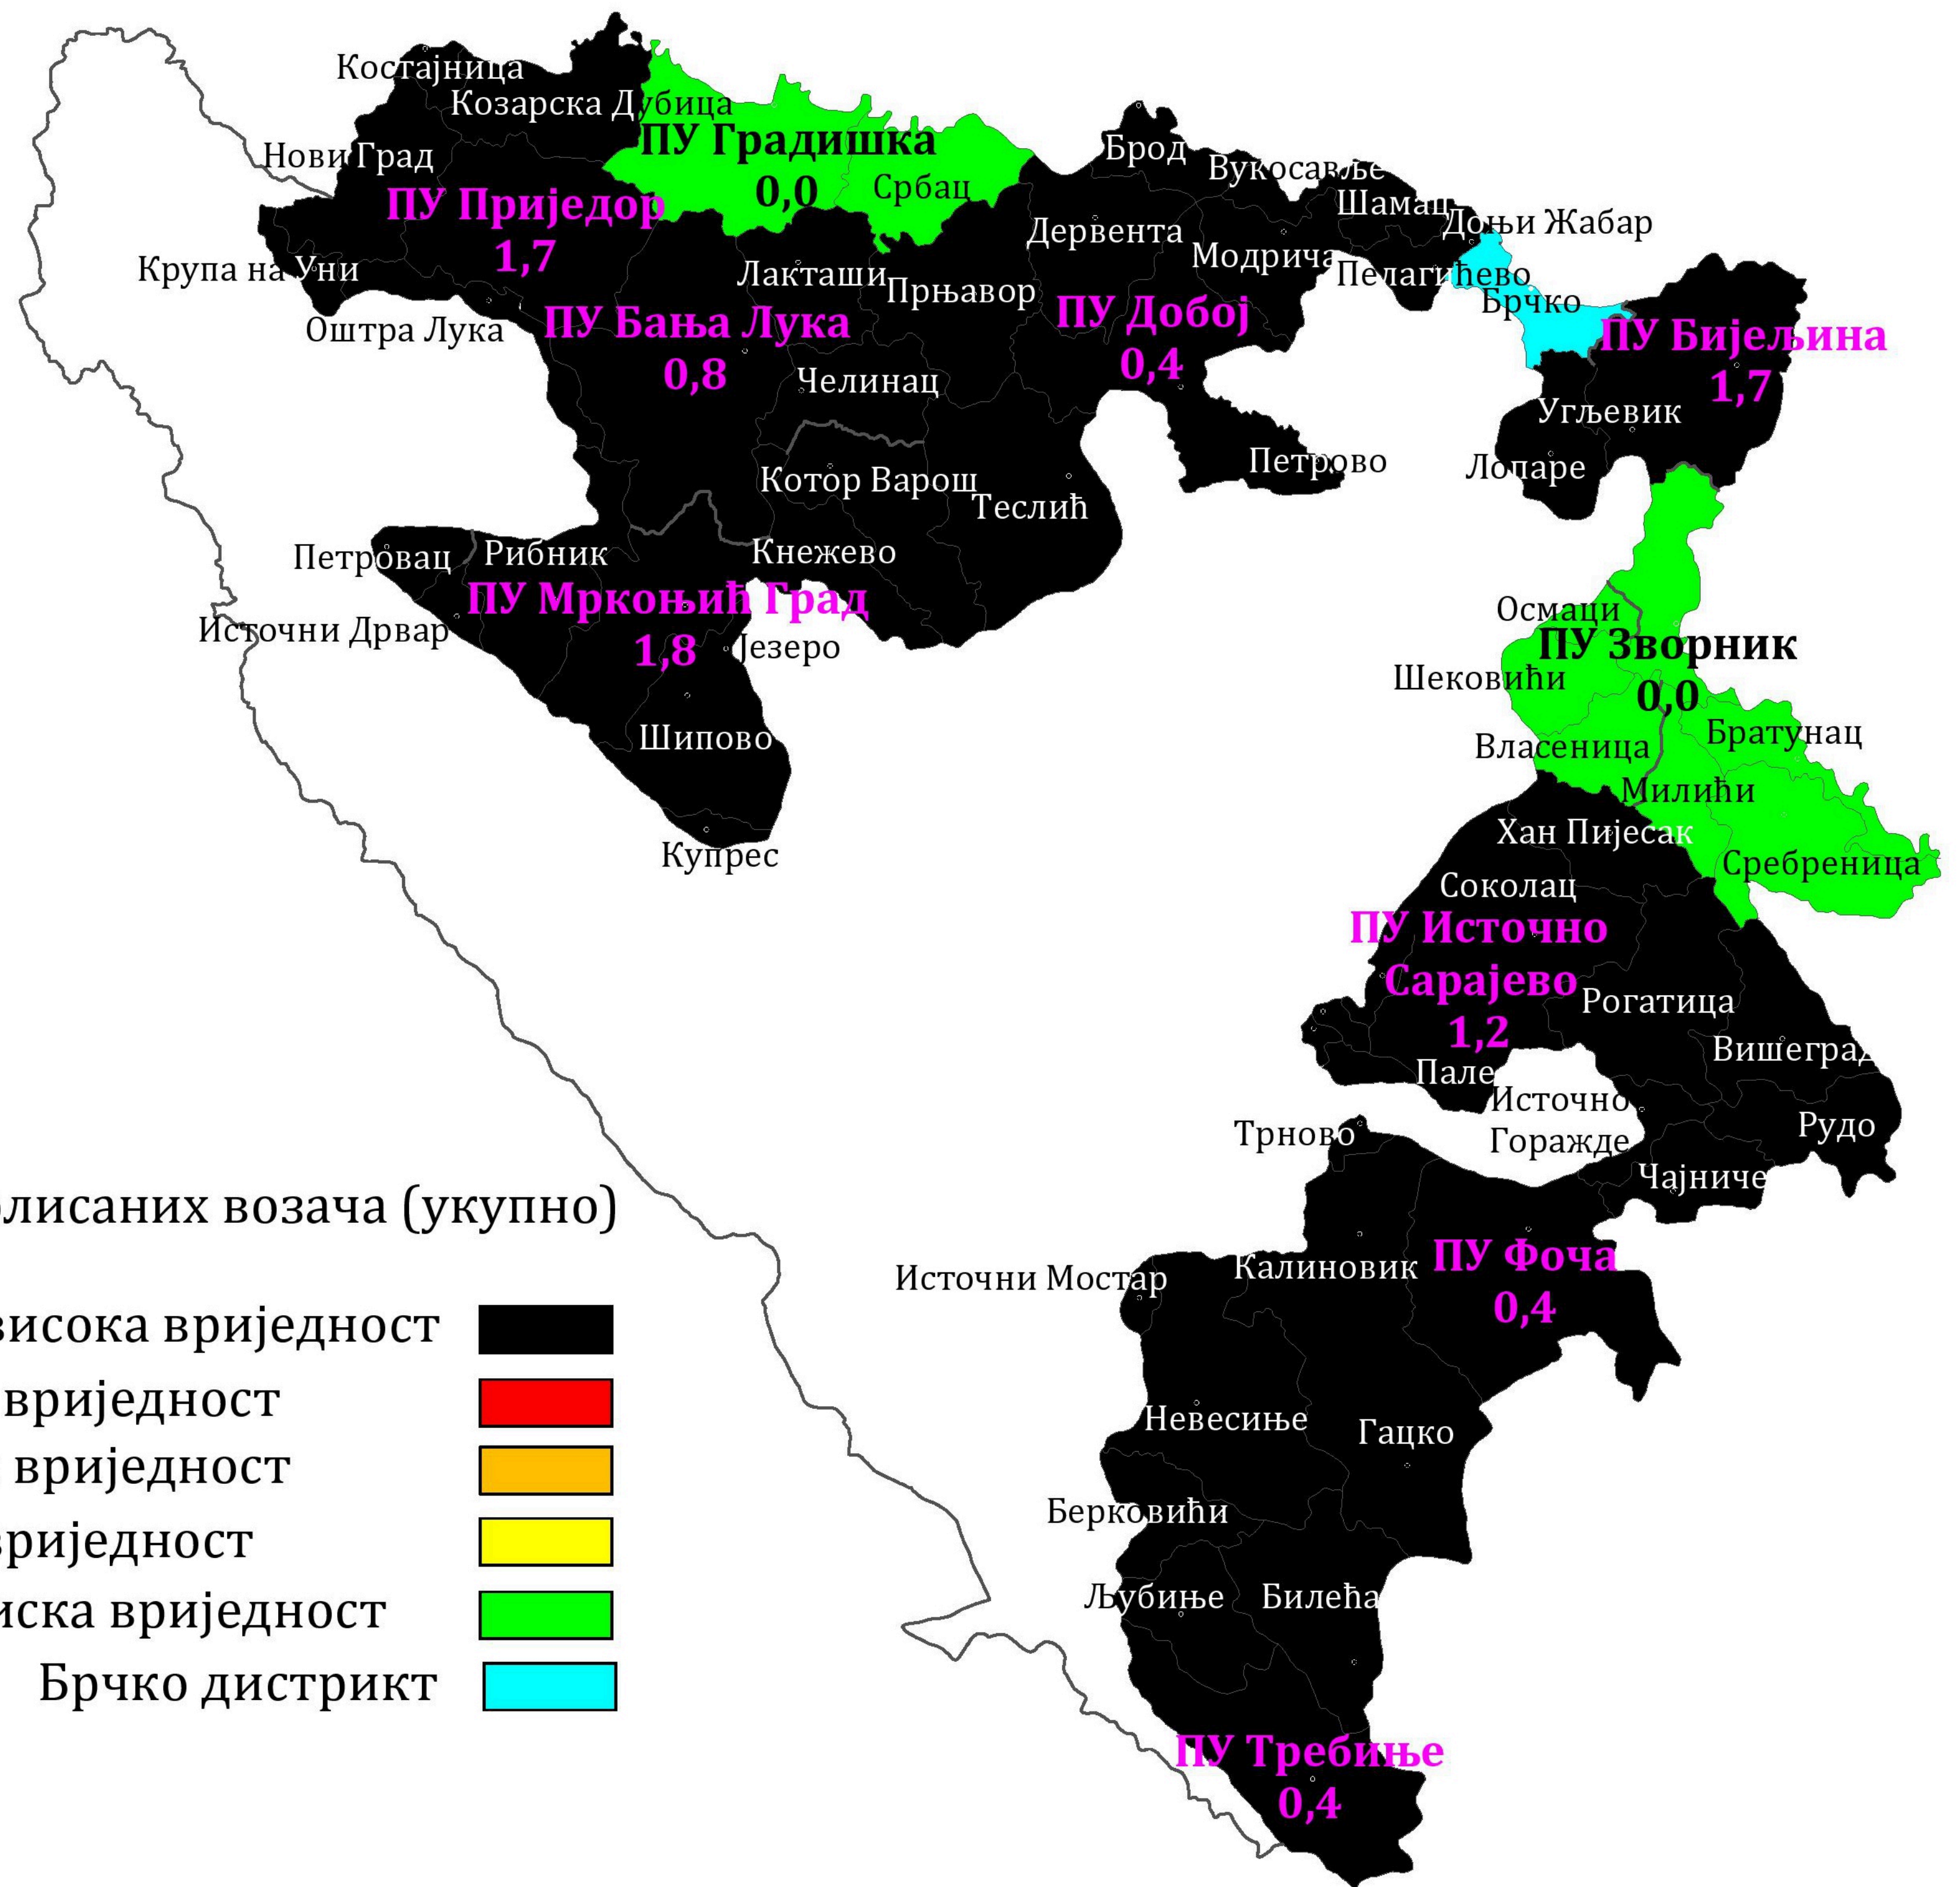 Костајница
Козарска Дубица
Нови Град
ПУ Приједор
1,7
Крупа на Уни
Оштра Лука
ПУ Градишка
0,0
Србац
Лакташи
Прњавор
ПУ Бања Лука
0,8
Челинац
Котор Варош
Кнежево
Теслић
Брод
Вукосавље
Шамац
Доњи Жабар
Дервента
Модрича
Пелагићево
Брчко
ПУ Добој
0,4
Петрово
ПУ Бијељина
1,7
Угљевик
Лопаре
Петровац
Рибник
ПУ Мркоњић Град
1,8
Источни Дрвар
Језеро
Шипово
Купрес
Осмаци
ПУ Зворник
0,0
Шековићи
Власеница
Братунац
Милићи
Сребреница
Хан Пијесак
Соколац
ПУ Источно
Сарајево
1,2
Рогатица
Вишеград
Пале
Источно
Горажде
Рудо
Чајниче
Трново
Калиновик
ПУ Фоча
0,4
Источни Мостар
Невесиње
Гацко
Берковићи
Љубиње
Билећа
ПУ Требиње
0,4
возача (укупно)
вриједност
вриједност
вриједност
вриједност
вриједност
Брчко дистрикт